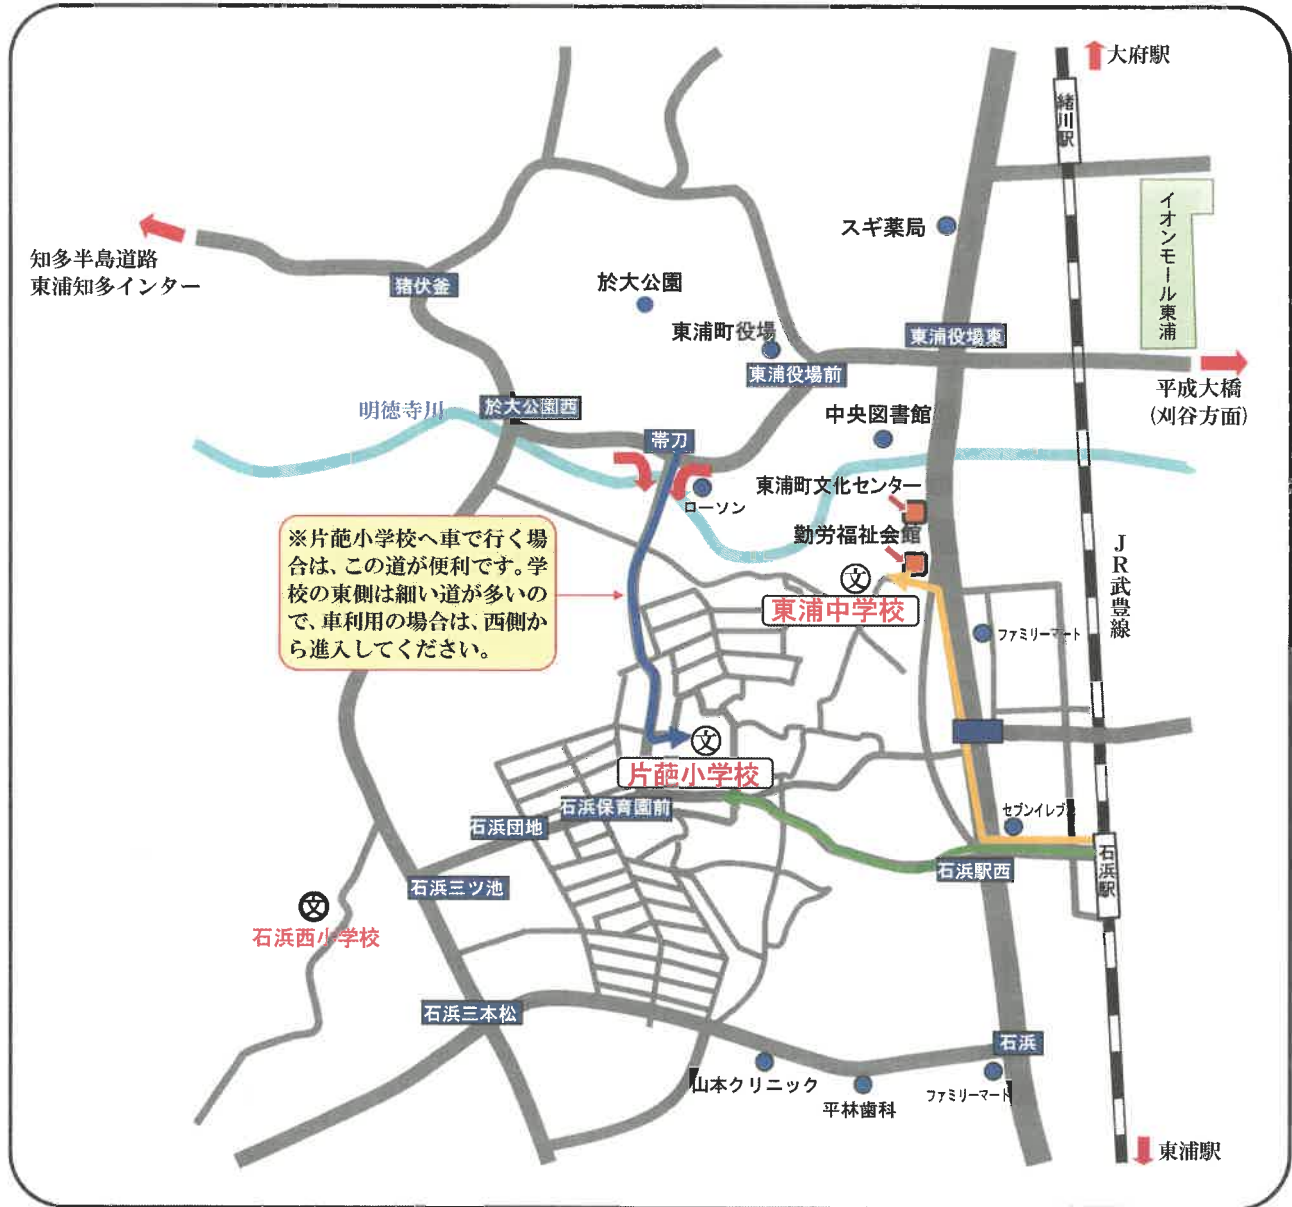 大府駅
緒川駅
イオンモール東浦
スギ薬局
知多半島道路
東浦知多インター
猪伏釜
於大公園
東浦町役場
東浦役場東
東浦役場前
平成大橋
(刈谷方面)
明徳寺川
於大公園西
中央図書館
帯刀
ローソン
東浦町文化センター
勤労福祉会館
※片葩小学校へ車で行く場
合は、この道が便利です。学
校の東側は細い道が多いの
で、車利用の場合は、西側か
ら進入してください。
JR武豊線
文
東浦中学校
ファミリーマート
文
片葩小学校
石浜保育園前
石浜団地
セブンイレブン
石浜駅西
石浜駅
石浜三ツ池
文
石浜西小学校
石浜三本松
石浜
山本クリニック
平林歯科
ファミリーマート
東浦駅